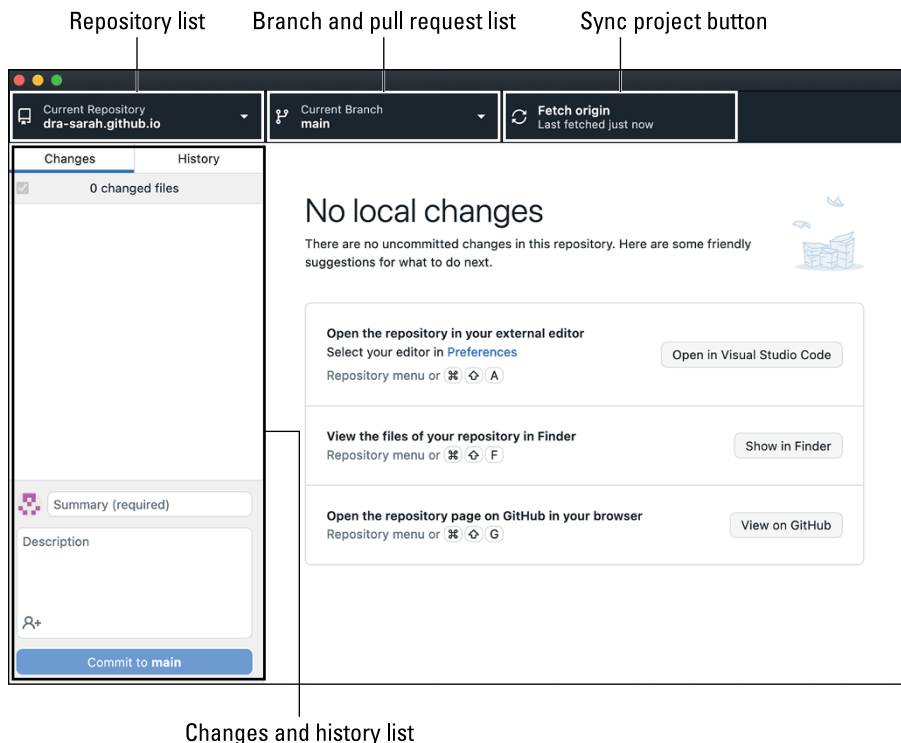 Repository list
Branch and pull request list
Sync project button
Current Repository
dra-sarah.github.io
Current Branch
main
Fetch origin
Last fetched just now
Changes
History
0 changed files
No local changes
There are no uncommitted changes in this repository. Here are some friendly
suggestions for what to do next.
Open the repository in your external editor
Select your editor in Preferences
Repository menu or ⌘ ⇧ A
Open in Visual Studio Code
View the files of your repository in Finder
Repository menu or ⌘ ⇧ F
Show in Finder
Open the repository page on GitHub in your browser
Repository menu or ⌘ ⇧ G
View on GitHub
Summary (required)
Description
Commit to main
Changes and history list